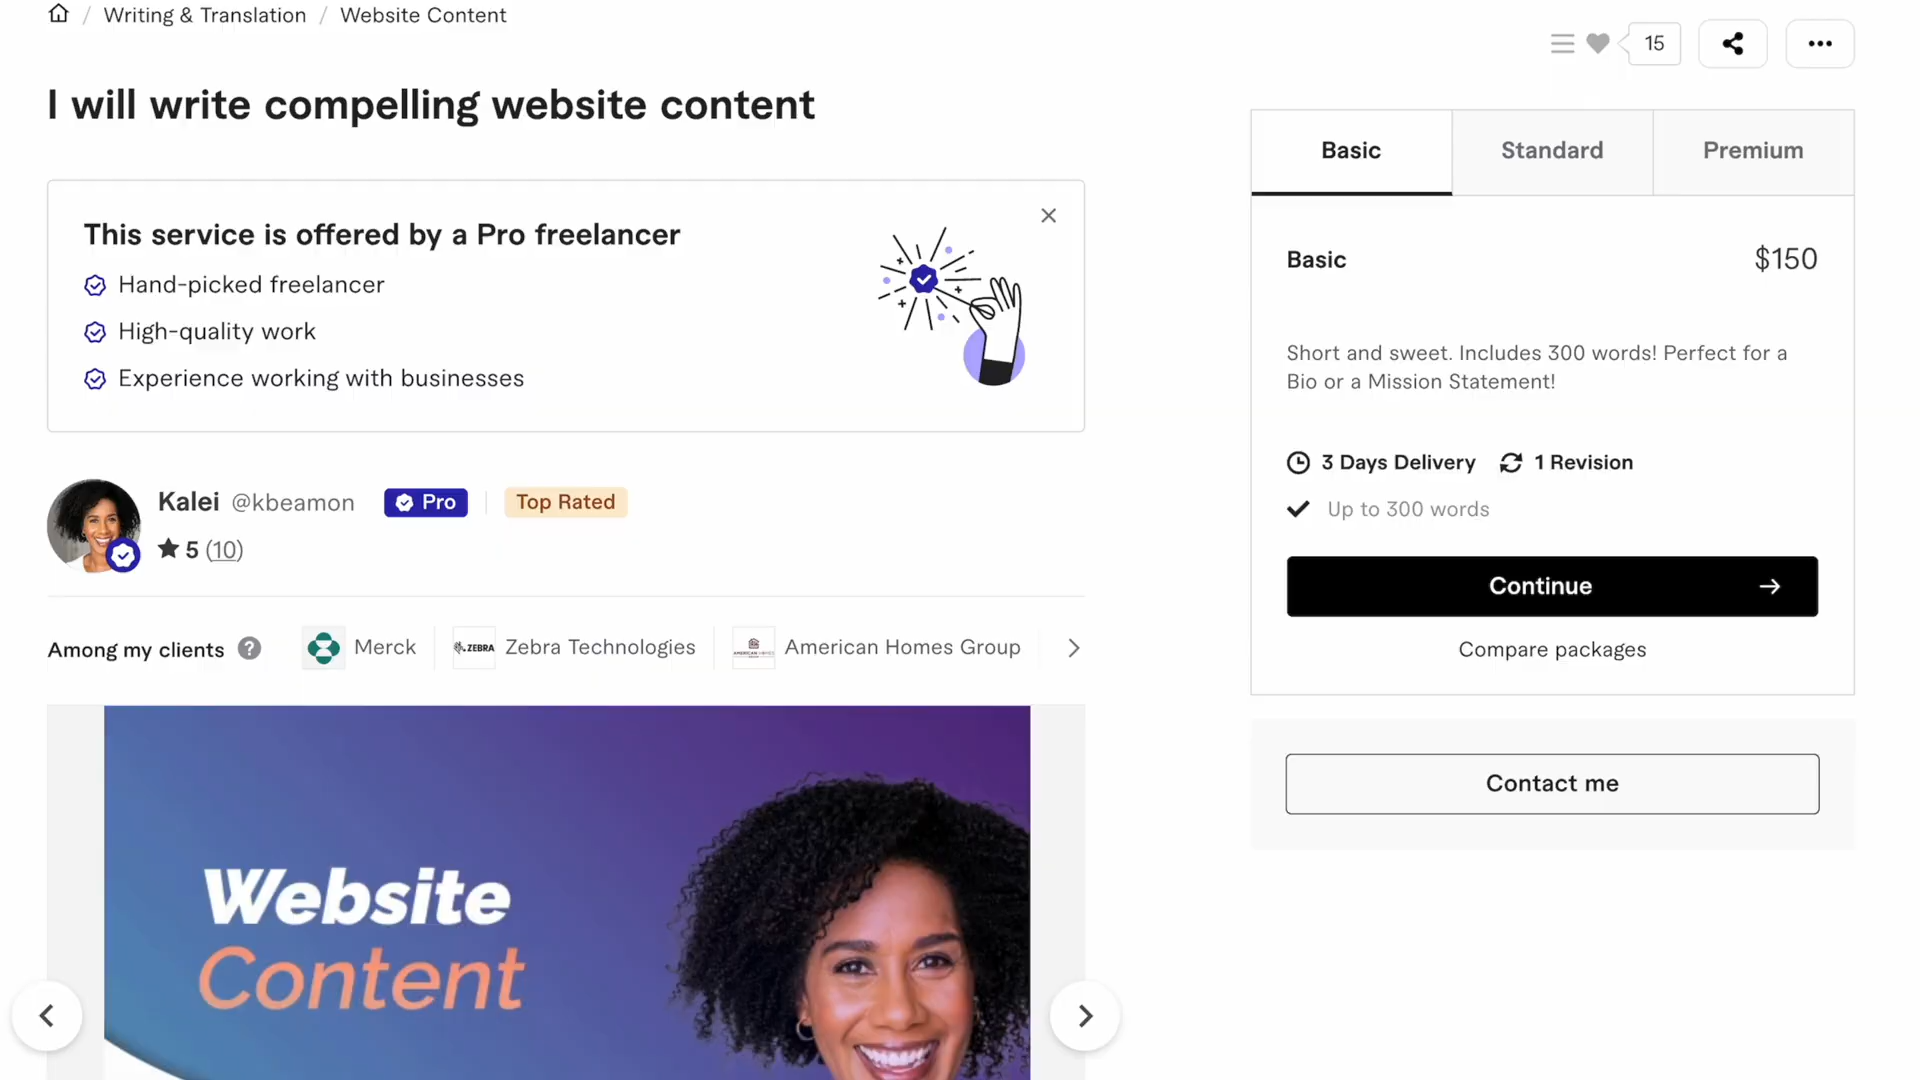 / Writing & Translation / Website Content
15
I will write compelling website content
This service is offered by a Pro freelancer
Hand-picked freelancer
High-quality work
Experience working with businesses
Kalei @kbeamon Pro Top Rated
5 (10)
Among my clients ? Merck ZEBRA Zebra Technologies American Homes Group
Website
Content
Basic Standard Premium
Basic $150
Short and sweet. Includes 300 words! Perfect for a
Bio or a Mission Statement!
3 Days Delivery 1 Revision
Up to 300 words
Continue
Compare packages
Contact me